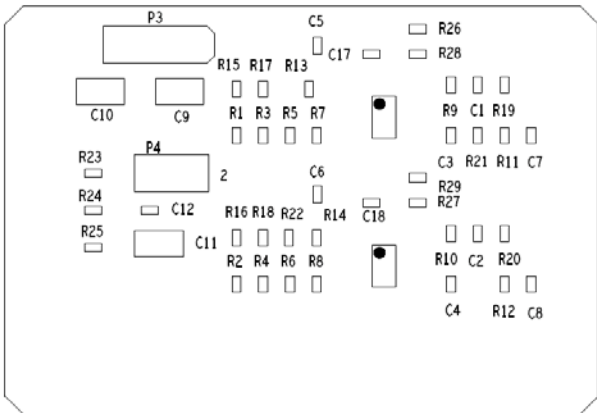 P3
C5
R26
C17
R28
R15 R17 R13
C10
C9
R1 R3 R5 R7
R9 C1 R19
R23
P4
C3 R21 R11 C7
2
C6
R29
R24
C12
R27
R16 R18 R22 R14 C18
R25
C11
R2 R4 R6 R8
R10 C2 R20
C4
R12 C8